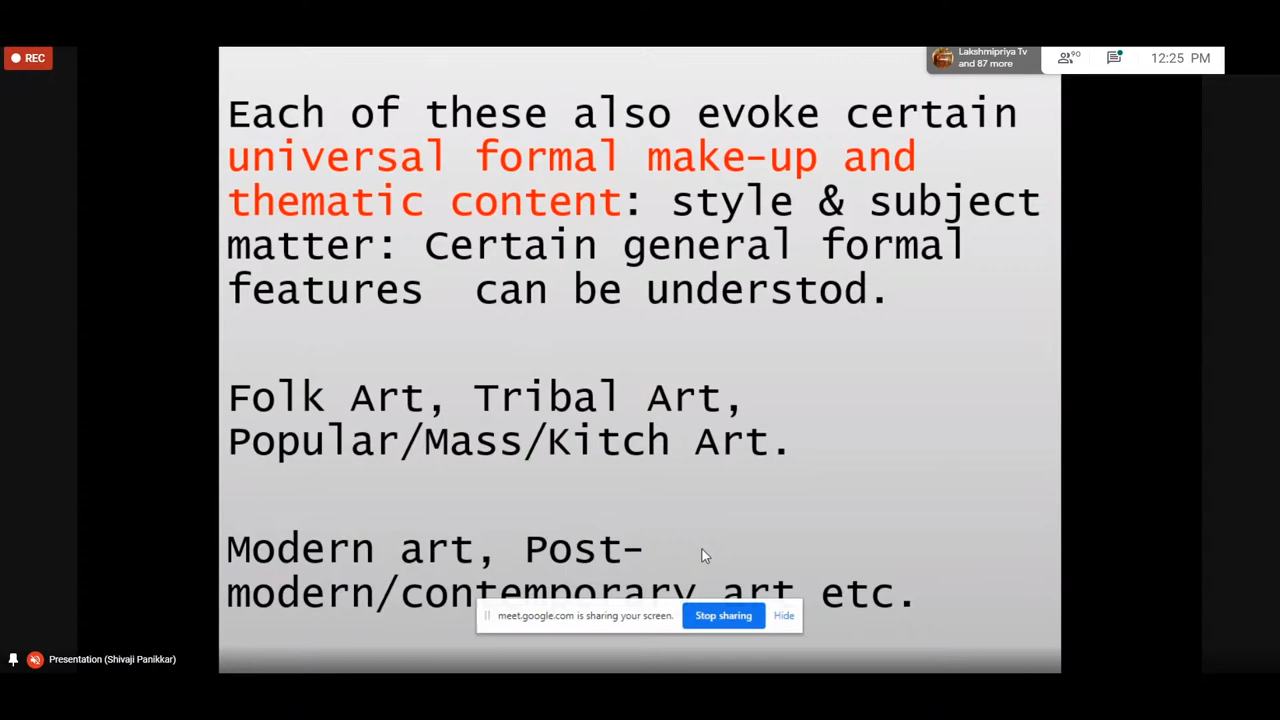 REC
Lakshmipriya Tv
and 87 more
90
12:25 PM
Each of these also evoke certain
universal formal make-up and
thematic content: style & subject
matter: Certain general formal
features can be understod.
Folk Art, Tribal Art,
Popular/Mass/Kitch Art.
Modern art, Post-
modern/contemporary art etc.
meet.google.com is sharing your screen.
Stop sharing
Hide
Presentation (Shivaji Panikkar)